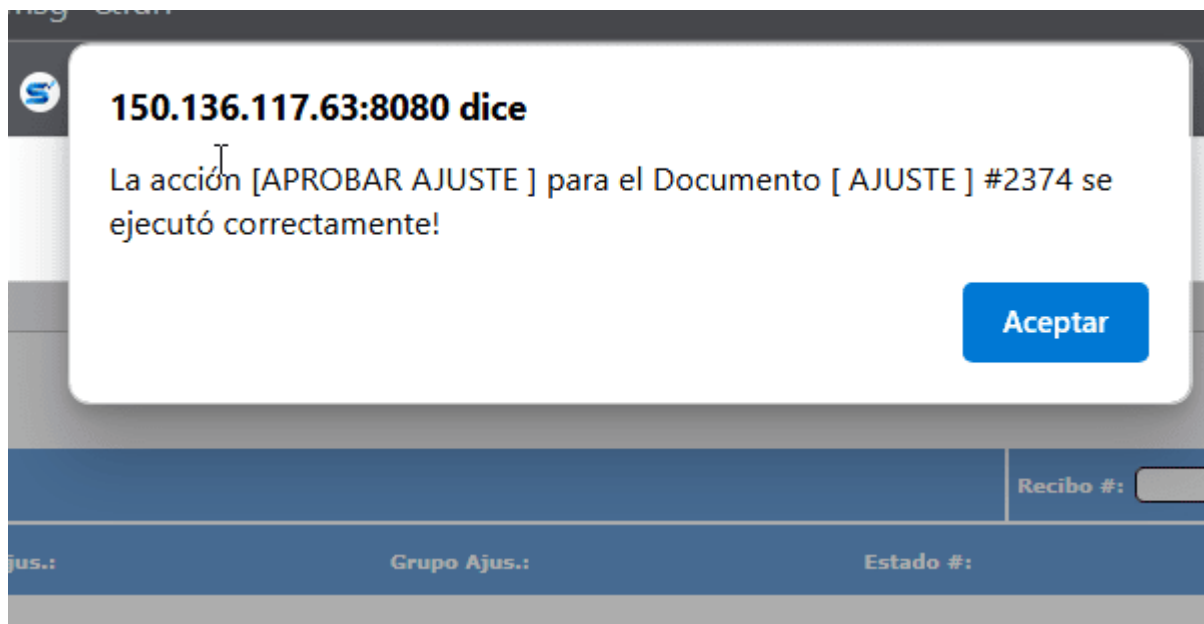 150.136.117.63:8080 dice
La acción [APROBAR AJUSTE ] para el Documento [ AJUSTE ] #2374 se
ejecutó correctamente!
Aceptar
Recibo #:
jus.: Grupo Ajus.: Estado #: